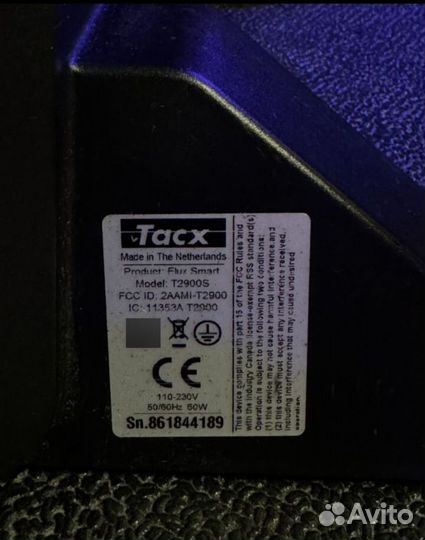 Tacx
Made in The Netherlands
Product: Flux Smart
Model: T2900S
FCC ID: 2AAMI-T2900
IC: 11353A-T2900
CE
110-230V
50/60Hz 50W
Sn.861844189
This device complies with part 15 of the FCC Rules and
with the Industry Canada license-exempt RSS standard(s)
Operation is subject to the following two conditions:
(1) this device may not cause harmful interference,and
(2) this device must accept any interference received,
including interference that may cause undesired
operation.
Avito